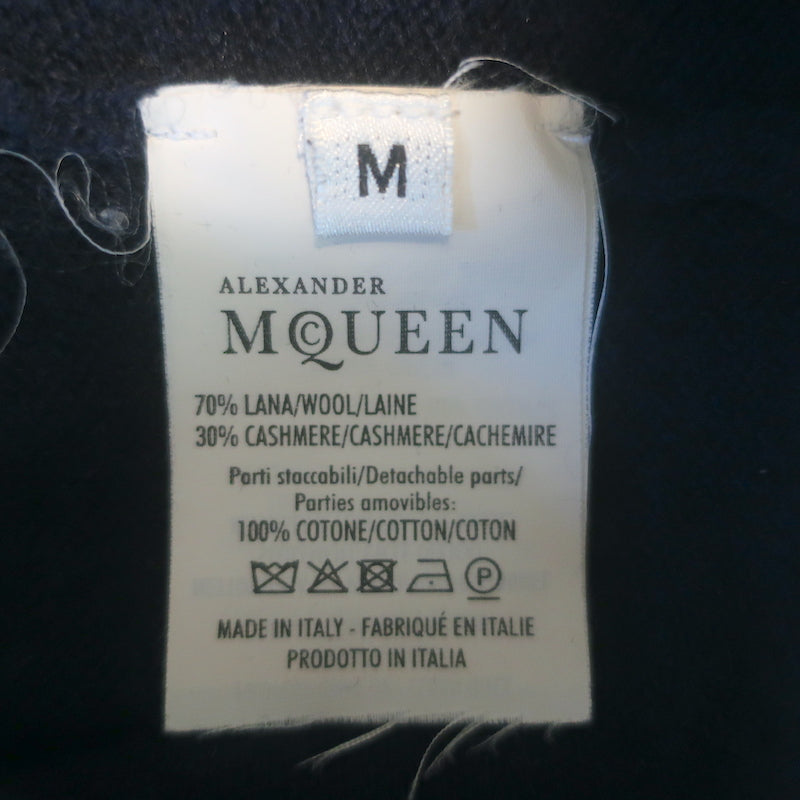 M
ALEXANDER
McQUEEN
70% LANA/WOOL/LAINE
30% CASHMERE/CASHMERE/CACHEMIRE
Parti staccabili/Detachable parts/
Parties amovibles:
100% COTONE/COTTON/COTON
P
MADE IN ITALY - FABRIQUÉ EN ITALIE
PRODOTTO IN ITALIA